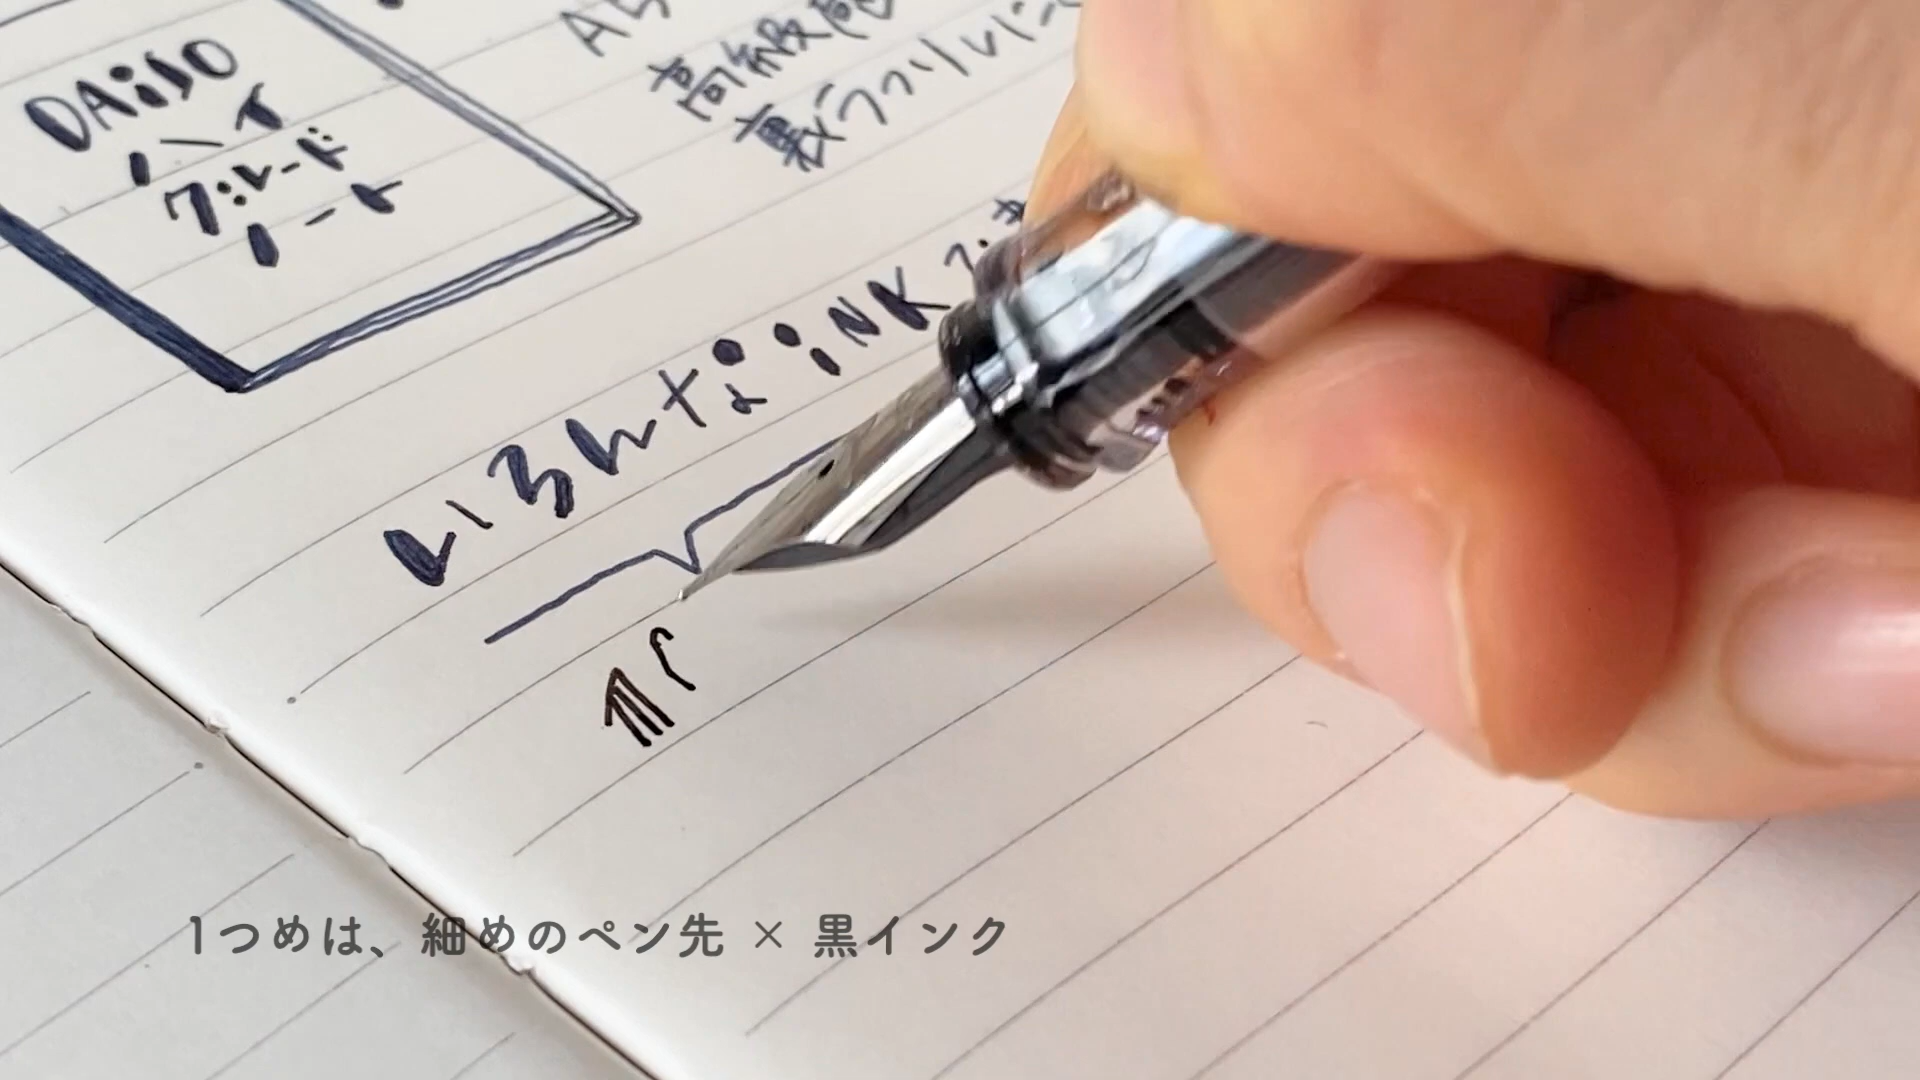 DAiSO
ハイ
グレード
ノート
高級感
裏うつりしに
いろんなiNKで
1つめは、細めのペン先 × 黒インク